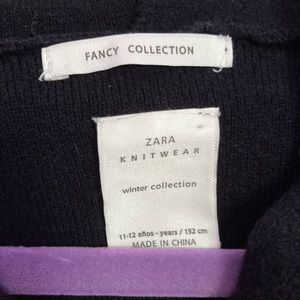 FANCY COLLECTION
ZARA
KNITWEAR
winter collection
11-12 años - years / 152 cm
MADE IN CHINA